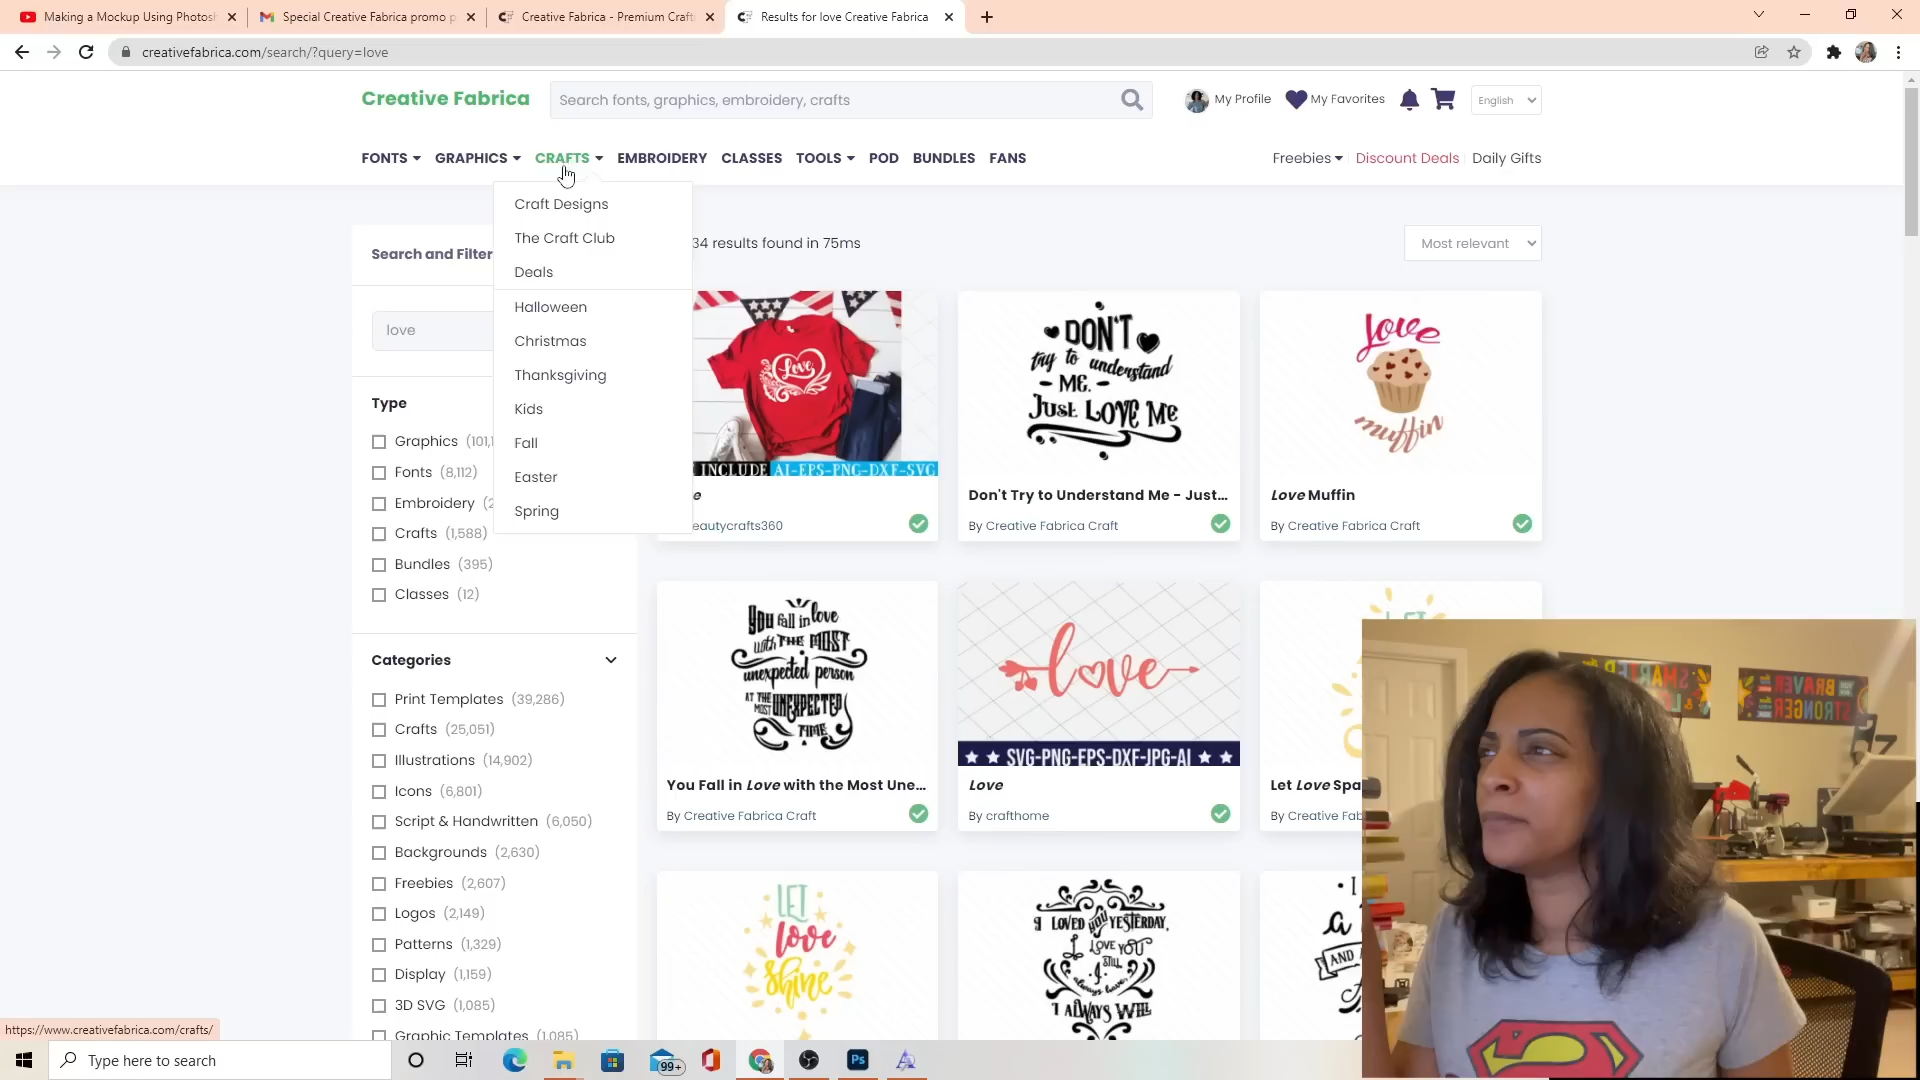 Making a Mockup Using Photosh
Special Creative Fabrica promo p
Creative Fabrica - Premium Craft
Results for love Creative Fabrica
creativefabrica.com/search/?query=love
Creative Fabrica
Search fonts, graphics, embroidery, crafts
My Profile
My Favorites
English
FONTS
GRAPHICS
CRAFTS
EMBROIDERY
CLASSES
TOOLS
POD
BUNDLES
FANS
Freebies
Discount Deals
Daily Gifts
Craft Designs
The Craft Club
Deals
Halloween
Christmas
Thanksgiving
Kids
Fall
Easter
Spring
Search and Filter
34 results found in 75ms
Most relevant
love
Type
Graphics (101,1
Fonts (8,112)
Embroidery (2
Crafts (1,588)
Bundles (395)
Classes (12)
Categories
Print Templates (39,286)
Crafts (25,051)
Illustrations (14,902)
Icons (6,801)
Script & Handwritten (6,050)
Backgrounds (2,630)
Freebies (2,607)
Logos (2,149)
Patterns (1,329)
Display (1,159)
3D SVG (1,085)
Graphic Templates (1,085)
Love
INCLUDE AI-EPS-PNG-DXF-SVG
e
eautycrafts360
DON'T
try to understand
- ME. -
JUST LOVE ME
Don't Try to Understand Me - Just...
By Creative Fabrica Craft
Love
muffin
Love Muffin
By Creative Fabrica Craft
You fall in love
WITH THE MOST
unexpected person
AT THE MOST UNEXPECTED
TIME
You Fall in Love with the Most Une...
By Creative Fabrica Craft
love
SVG-PNG-EPS-DXF-JPG-AI
Love
By crafthome
Let Love Spa
By Creative Fab
LET
love
shine
I LOVED you YESTERDAY,
I LOVE YOU
STILL
always have,
I ALWAYS WILL
• I
a
AND
SMARTER
BRAVER
STRONGER
https://www.creativefabrica.com/crafts/
Type here to search
99+
Ps